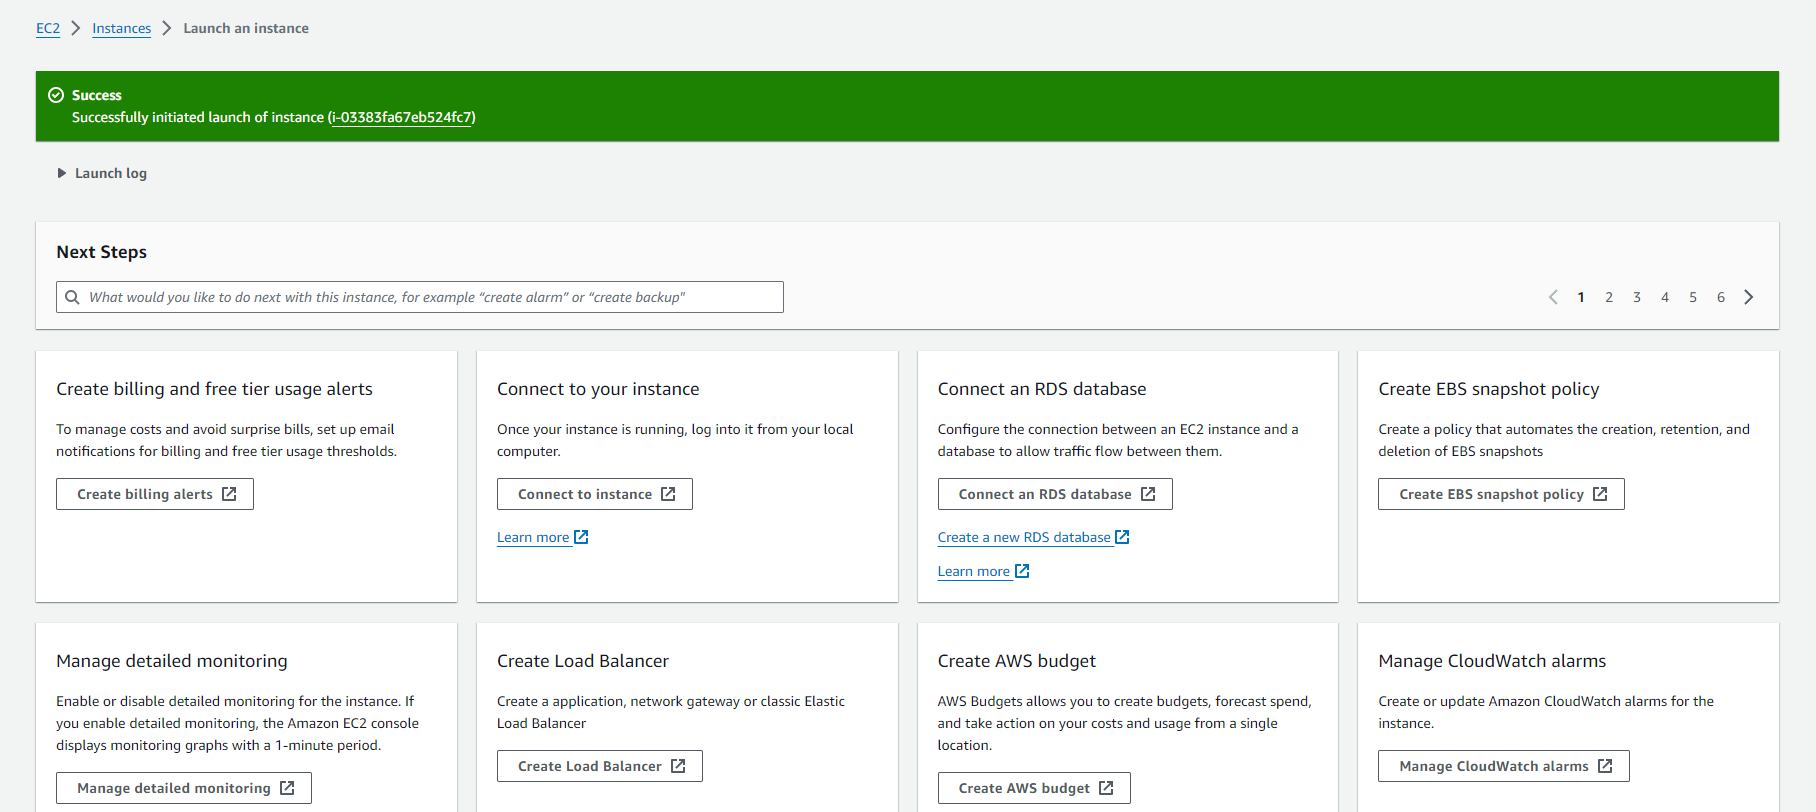 EC2 Instances Launch an instance
Success
Successfully initiated launch of instance (i-03383fa67eb524fc7)
Launch log
Next Steps
What would you like to do next with this instance, for example “create alarm” or “create backup"
1 2 3 4 5 6
Create billing and free tier usage alerts
To manage costs and avoid surprise bills, set up email
notifications for billing and free tier usage thresholds.
Create billing alerts
Connect to your instance
Once your instance is running, log into it from your local
computer.
Connect to instance
Learn more
Connect an RDS database
Configure the connection between an EC2 instance and a
database to allow traffic flow between them.
Connect an RDS database
Create a new RDS database
Learn more
Create EBS snapshot policy
Create a policy that automates the creation, retention, and
deletion of EBS snapshots
Create EBS snapshot policy
Manage detailed monitoring
Enable or disable detailed monitoring for the instance. If
you enable detailed monitoring, the Amazon EC2 console
displays monitoring graphs with a 1-minute period.
Manage detailed monitoring
Create Load Balancer
Create a application, network gateway or classic Elastic
Load Balancer
Create Load Balancer
Create AWS budget
AWS Budgets allows you to create budgets, forecast spend,
and take action on your costs and usage from a single
location.
Create AWS budget
Manage CloudWatch alarms
Create or update Amazon CloudWatch alarms for the
instance.
Manage CloudWatch alarms